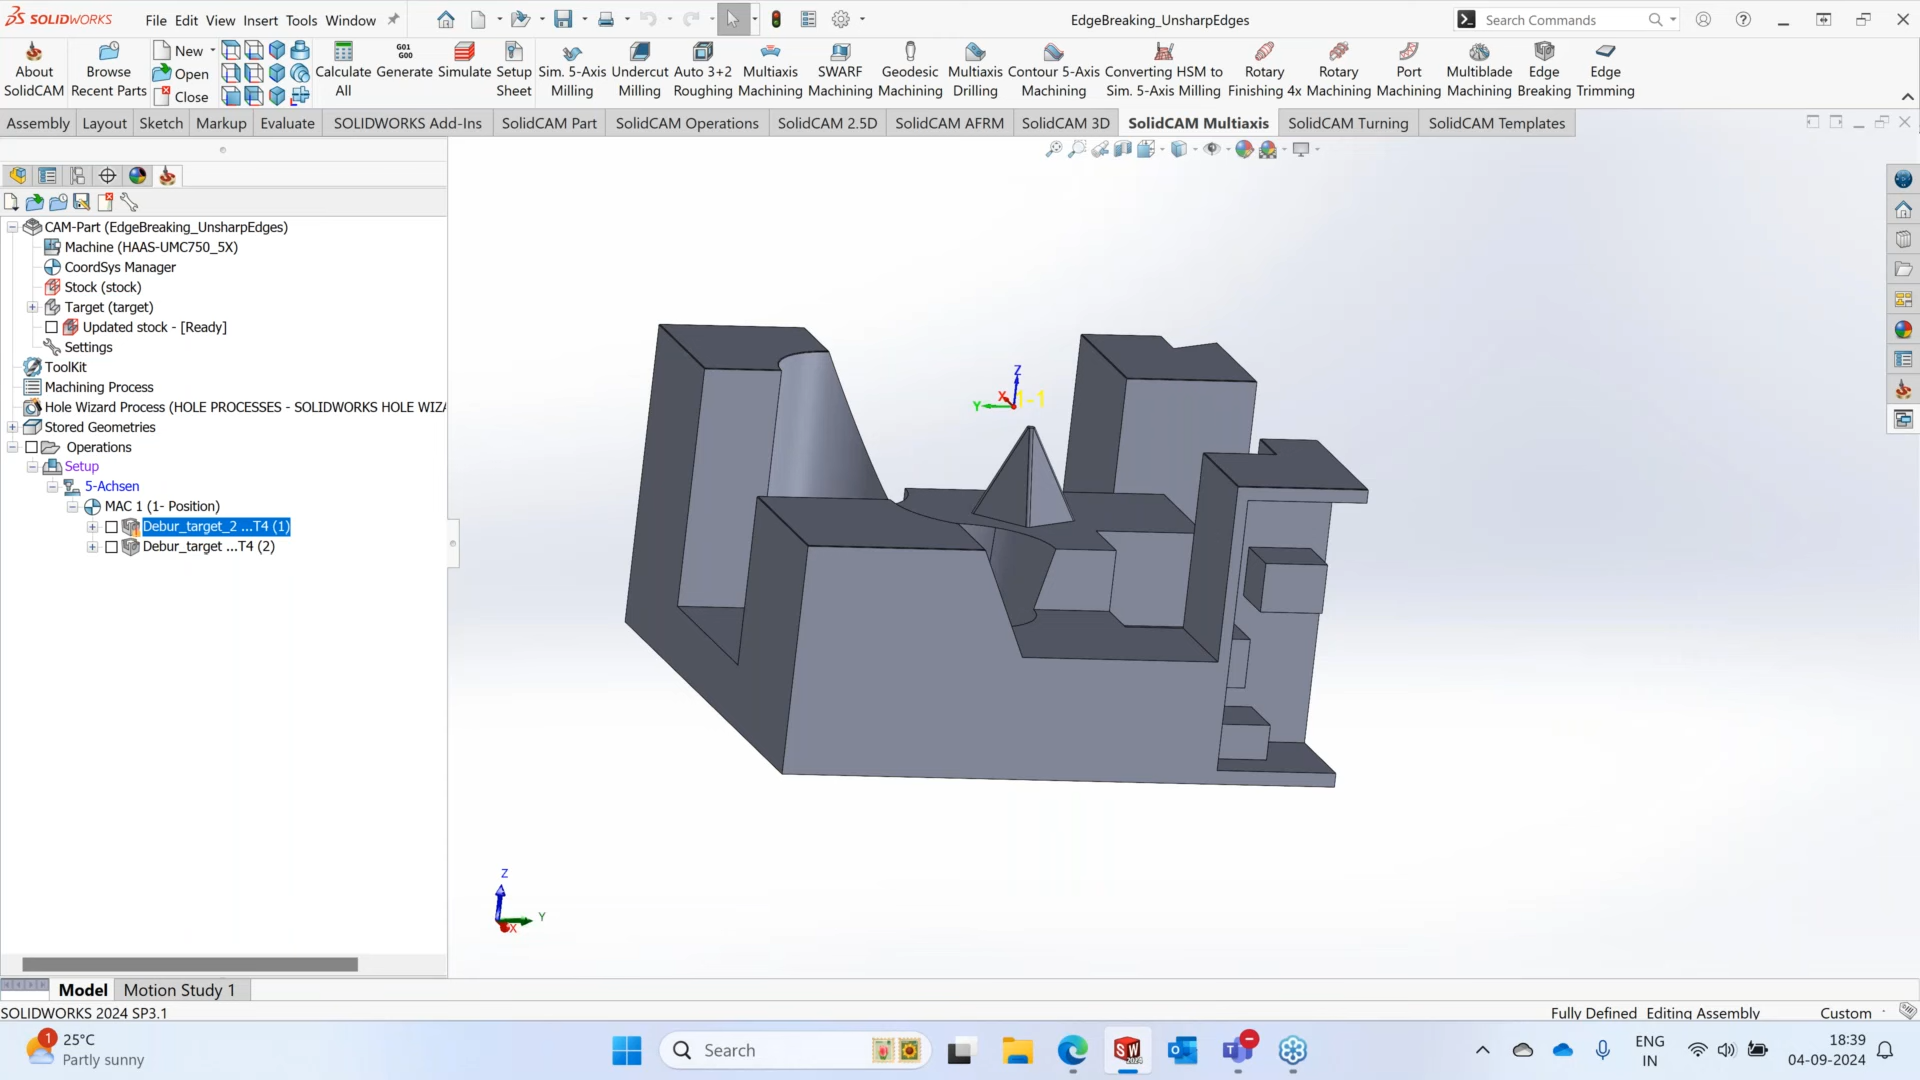 SOLIDWORKS File Edit View Insert Tools Window EdgeBreaking_UnsharpEdges Search Commands
About SolidCAM
Browse Recent Parts
New
Open
Close
Calculate All
G01 G00
Generate
Simulate
Setup Sheet
Sim. 5-Axis Milling
Undercut Milling
Auto 3+2 Roughing
Multiaxis Machining
SWARF Machining
Geodesic Machining
Multiaxis Drilling
Contour 5-Axis Machining
Converting HSM to Sim. 5-Axis Milling
Rotary Finishing 4x
Rotary Machining
Port Machining
Multiblade Machining
Edge Breaking
Edge Trimming
Assembly Layout Sketch Markup Evaluate SOLIDWORKS Add-Ins SolidCAM Part SolidCAM Operations SolidCAM 2.5D SolidCAM AFRM SolidCAM 3D SolidCAM Multiaxis SolidCAM Turning SolidCAM Templates
CAM-Part (EdgeBreaking_UnsharpEdges)
Machine (HAAS-UMC750_5X)
CoordSys Manager
Stock (stock)
Target (target)
Updated stock - [Ready]
Settings
ToolKit
Machining Process
Hole Wizard Process (HOLE PROCESSES - SOLIDWORKS HOLE WIZA
Stored Geometries
Operations
Setup
5-Achsen
MAC 1 (1- Position)
Debur_target_2 ...T4 (1)
Debur_target ...T4 (2)
Z
X 1-1
Y
Z
Y
X
Model Motion Study 1
SOLIDWORKS 2024 SP3.1 Fully Defined Editing Assembly Custom
1
25°C
Partly sunny
Search
SW
2024
ENG
IN
18:39
04-09-2024